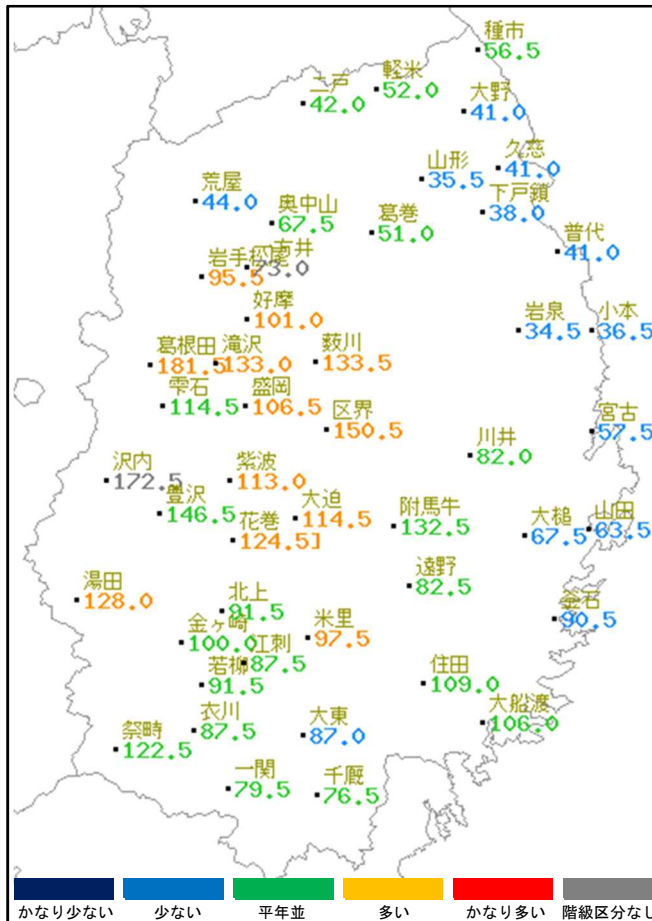 種市
56.5
軽米
52.0
二戸
42.0
大野
41.0
久慈
41.0
山形
35.5
下戸鎖
38.0
荒屋
44.0
奥中山
67.5
葛巻
51.0
普代
41.0
一方井
73.0
岩手松尾
95.5
好摩
101.0
岩泉
34.5
小本
36.5
葛根田
181.5
滝沢
133.0
薮川
133.5
雫石
114.5
盛岡
106.5
区界
150.5
宮古
57.5
川井
82.0
沢内
172.5
紫波
113.0
豊沢
146.5
大迫
114.5
附馬牛
132.5
花巻
124.5]
大槌
67.5
山田
63.5
遠野
82.5
湯田
128.0
北上
91.5
釜石
90.5
金ヶ崎
100.0
米里
97.5
江刺
87.5
若柳
91.5
住田
109.0
大船渡
106.0
衣川
87.5
大東
87.0
祭畤
122.5
一関
79.5
千厩
76.5
かなり少ない 少ない 平年並 多い かなり多い 階級区分なし